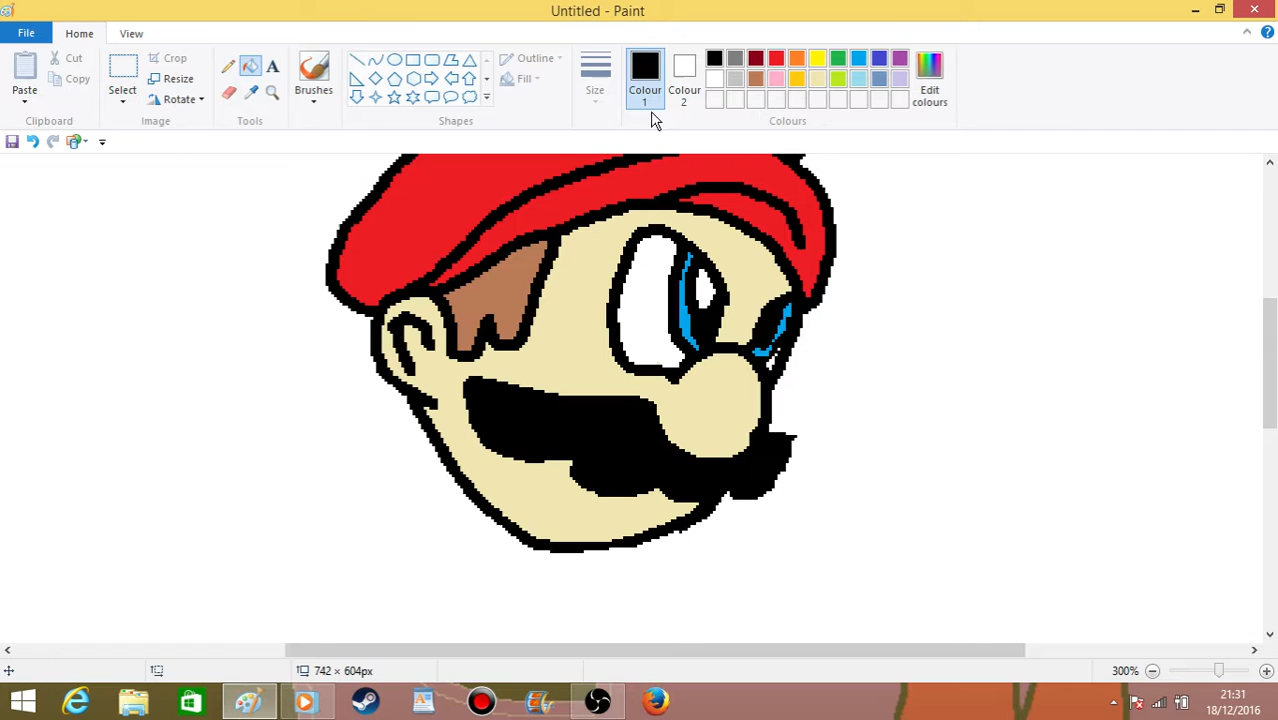 Untitled - Paint
File
Home
View
Paste
Cut
Copy
Clipboard
Select
Crop
Resize
Rotate
Image
A
Tools
Brushes
Outline
Fill
Shapes
Size
Colour 1
Colour 2
Edit colours
Colours
742 × 604px
300%
21:31
18/12/2016